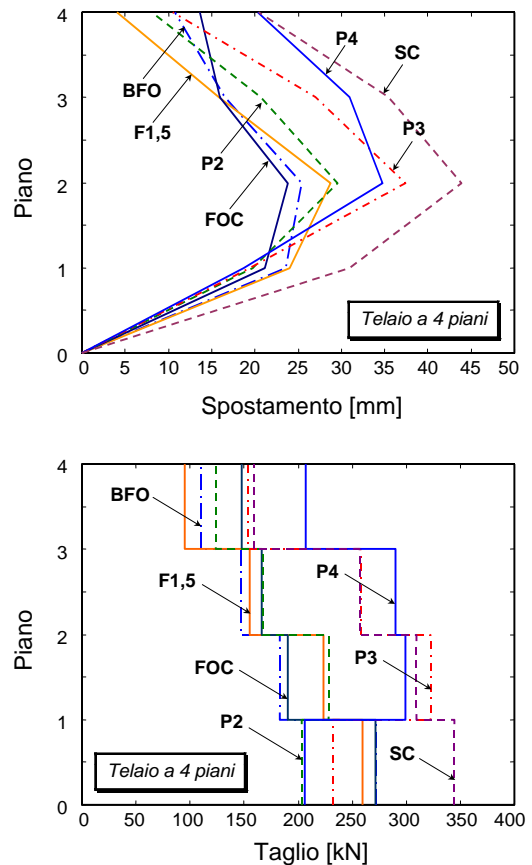 4
3
2
1
0
Piano
P4
SC
BFO
F1,5
P2
P3
FOC
Telaio a 4 piani
0 5 10 15 20 25 30 35 40 45 50
Spostamento [mm]
4
3
2
1
0
Piano
BFO
F1,5
P4
FOC
P3
P2
SC
Telaio a 4 piani
0 50 100 150 200 250 300 350 400
Taglio [kN]